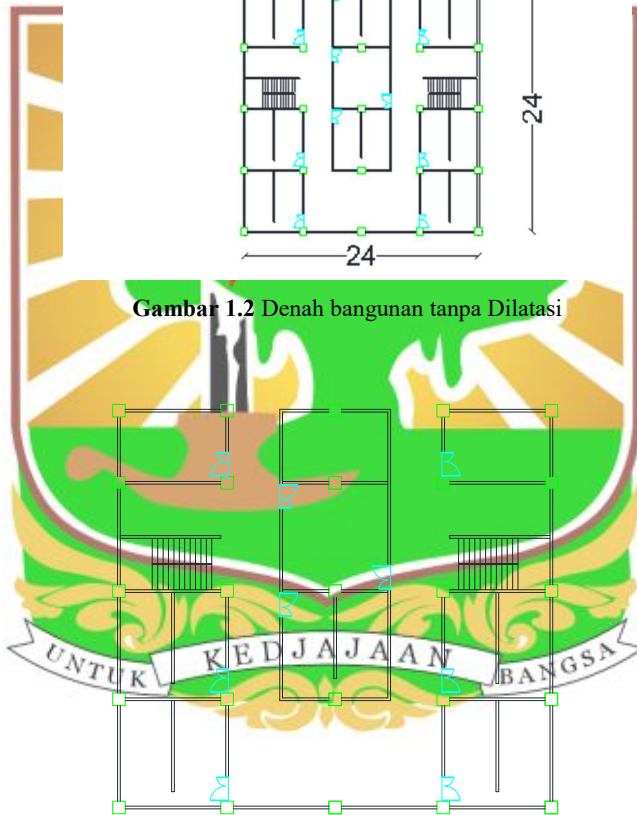 24
24
Gambar 1.2 Denah bangunan tanpa Dilatasi
UNTUK KEDJAJAAN BANGSA